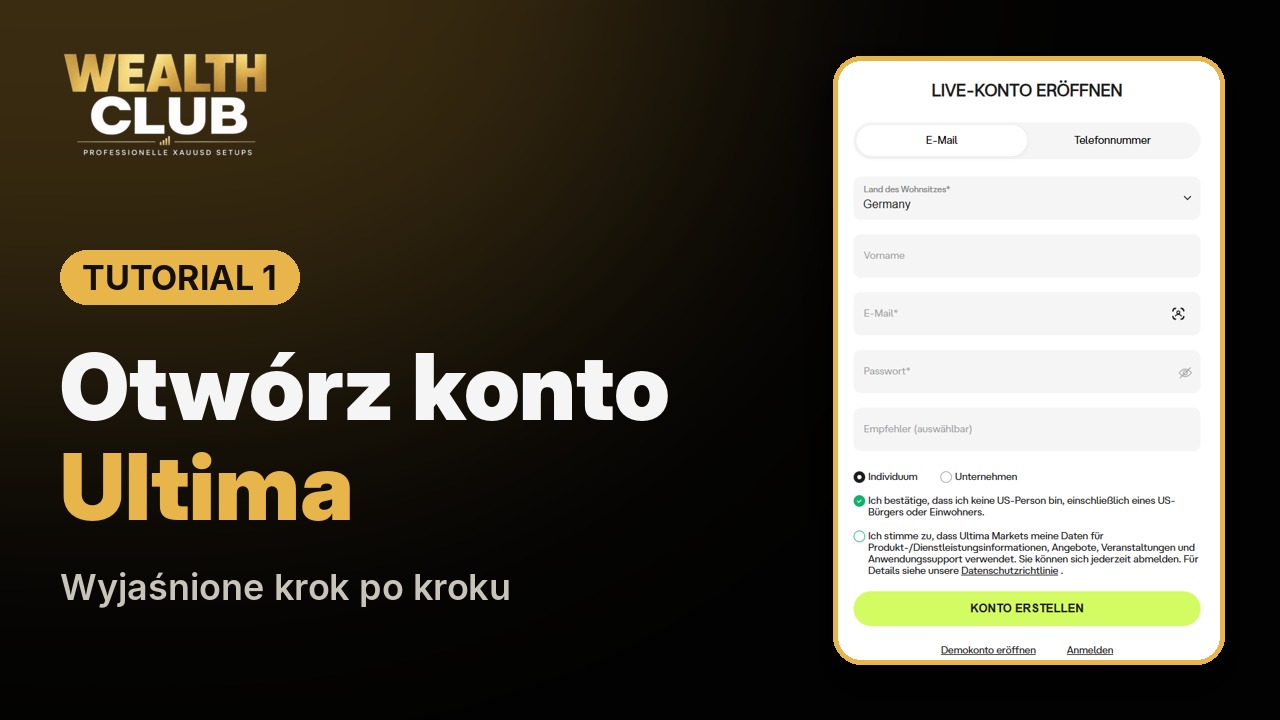 WEALTH
CLUB
PROFESSIONELLE XAUUSD SETUPS
TUTORIAL 1
Otwórz konto
Ultima
Wyjaśnione krok po kroku
LIVE-KONTO ERÖFFNEN
E-Mail Telefonnummer
Land des Wohnsitzes*
Germany
Vorname
E-Mail*
Passwort*
Empfehler (auswählbar)
Individuum Unternehmen
Ich bestätige, dass ich keine US-Person bin, einschließlich eines US-
Bürgers oder Einwohners.
Ich stimme zu, dass Ultima Markets meine Daten für
Produkt-/Dienstleistungsinformationen, Angebote, Veranstaltungen und
Anwendungssupport verwendet. Sie können sich jederzeit abmelden. Für
Details siehe unsere Datenschutzrichtlinie .
KONTO ERSTELLEN
Demokonto eröffnen Anmelden